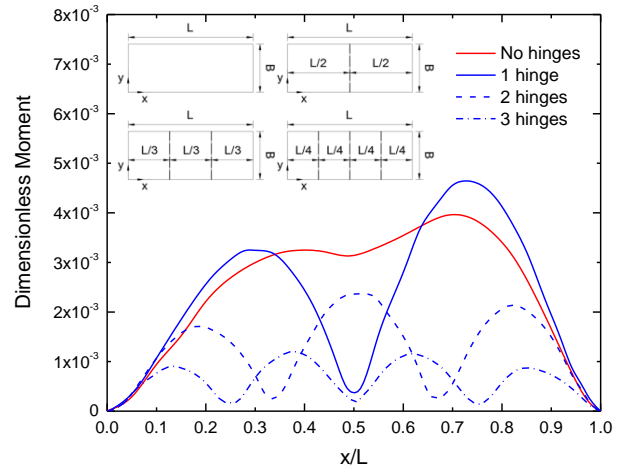 8x10⁻³
7x10⁻³
6x10⁻³
5x10⁻³
4x10⁻³
3x10⁻³
2x10⁻³
1x10⁻³
0
Dimensionless Moment
0.0 0.1 0.2 0.3 0.4 0.5 0.6 0.7 0.8 0.9 1.0
x/L
No hinges
1 hinge
2 hinges
3 hinges
L
B
y
x
L
L/2 L/2
B
y
x
L
L/3 L/3 L/3
B
y
x
L
L/4 L/4 L/4 L/4
B
y
x